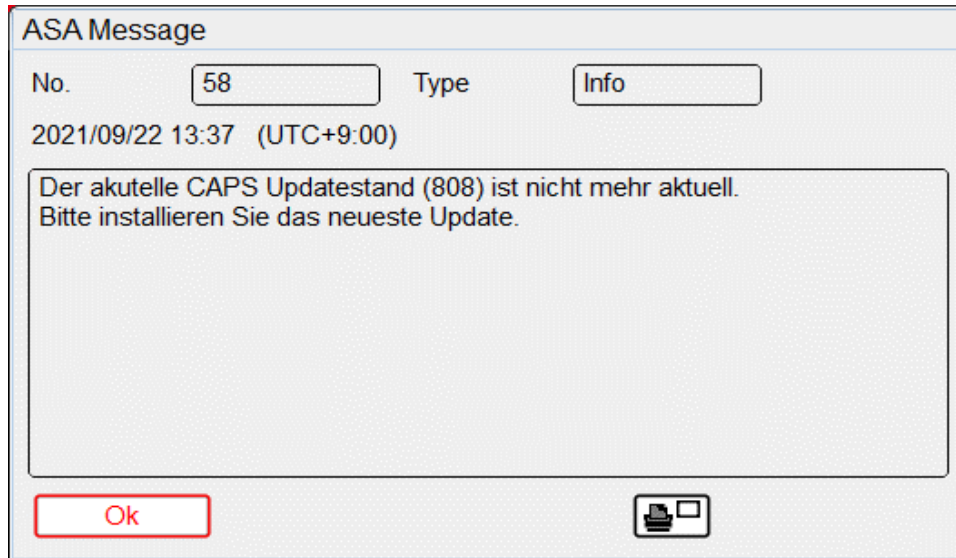 ASA Message
No. 58 Type Info
2021/09/22 13:37 (UTC+9:00)
Der akutelle CAPS Updatestand (808) ist nicht mehr aktuell.
Bitte installieren Sie das neueste Update.
Ok